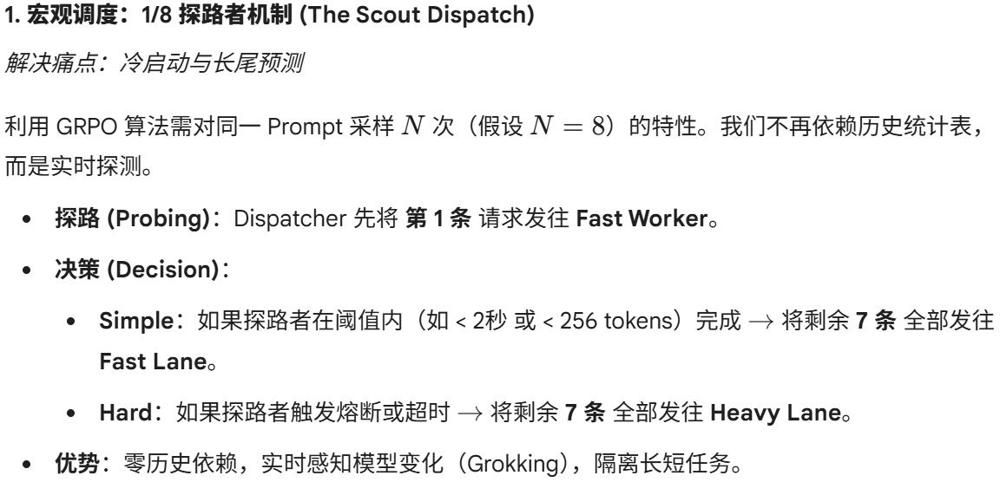 1. 宏观调度：1/8 探路者机制 (The Scout Dispatch)
解决痛点：冷启动与长尾预测
利用 GRPO 算法需对同一 Prompt 采样 N 次（假设 N = 8）的特性。我们不再依赖历史统计表，
而是实时探测。
• 探路 (Probing)：Dispatcher 先将 第 1 条 请求发往 Fast Worker。
• 决策 (Decision)：
• Simple：如果探路者在阈值内（如 < 2秒 或 < 256 tokens）完成 → 将剩余 7 条 全部发往
Fast Lane。
• Hard：如果探路者触发熔断或超时 → 将剩余 7 条 全部发往 Heavy Lane。
• 优势：零历史依赖，实时感知模型变化（Grokking），隔离长短任务。